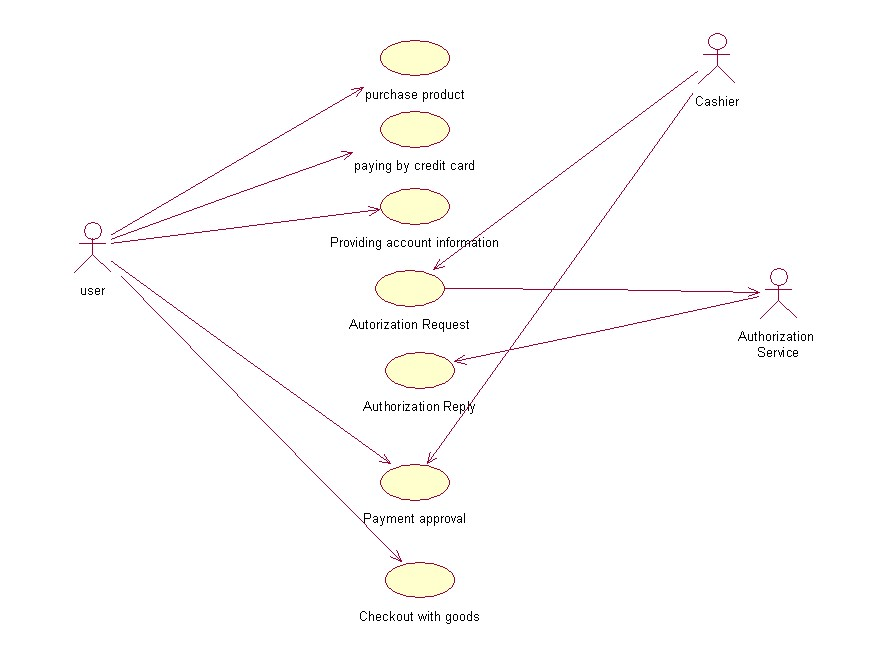 purchase product
Cashier
paying by credit card
Providing account information
user
Autorization Request
Authorization
Service
Authorization Reply
Payment approval
Checkout with goods